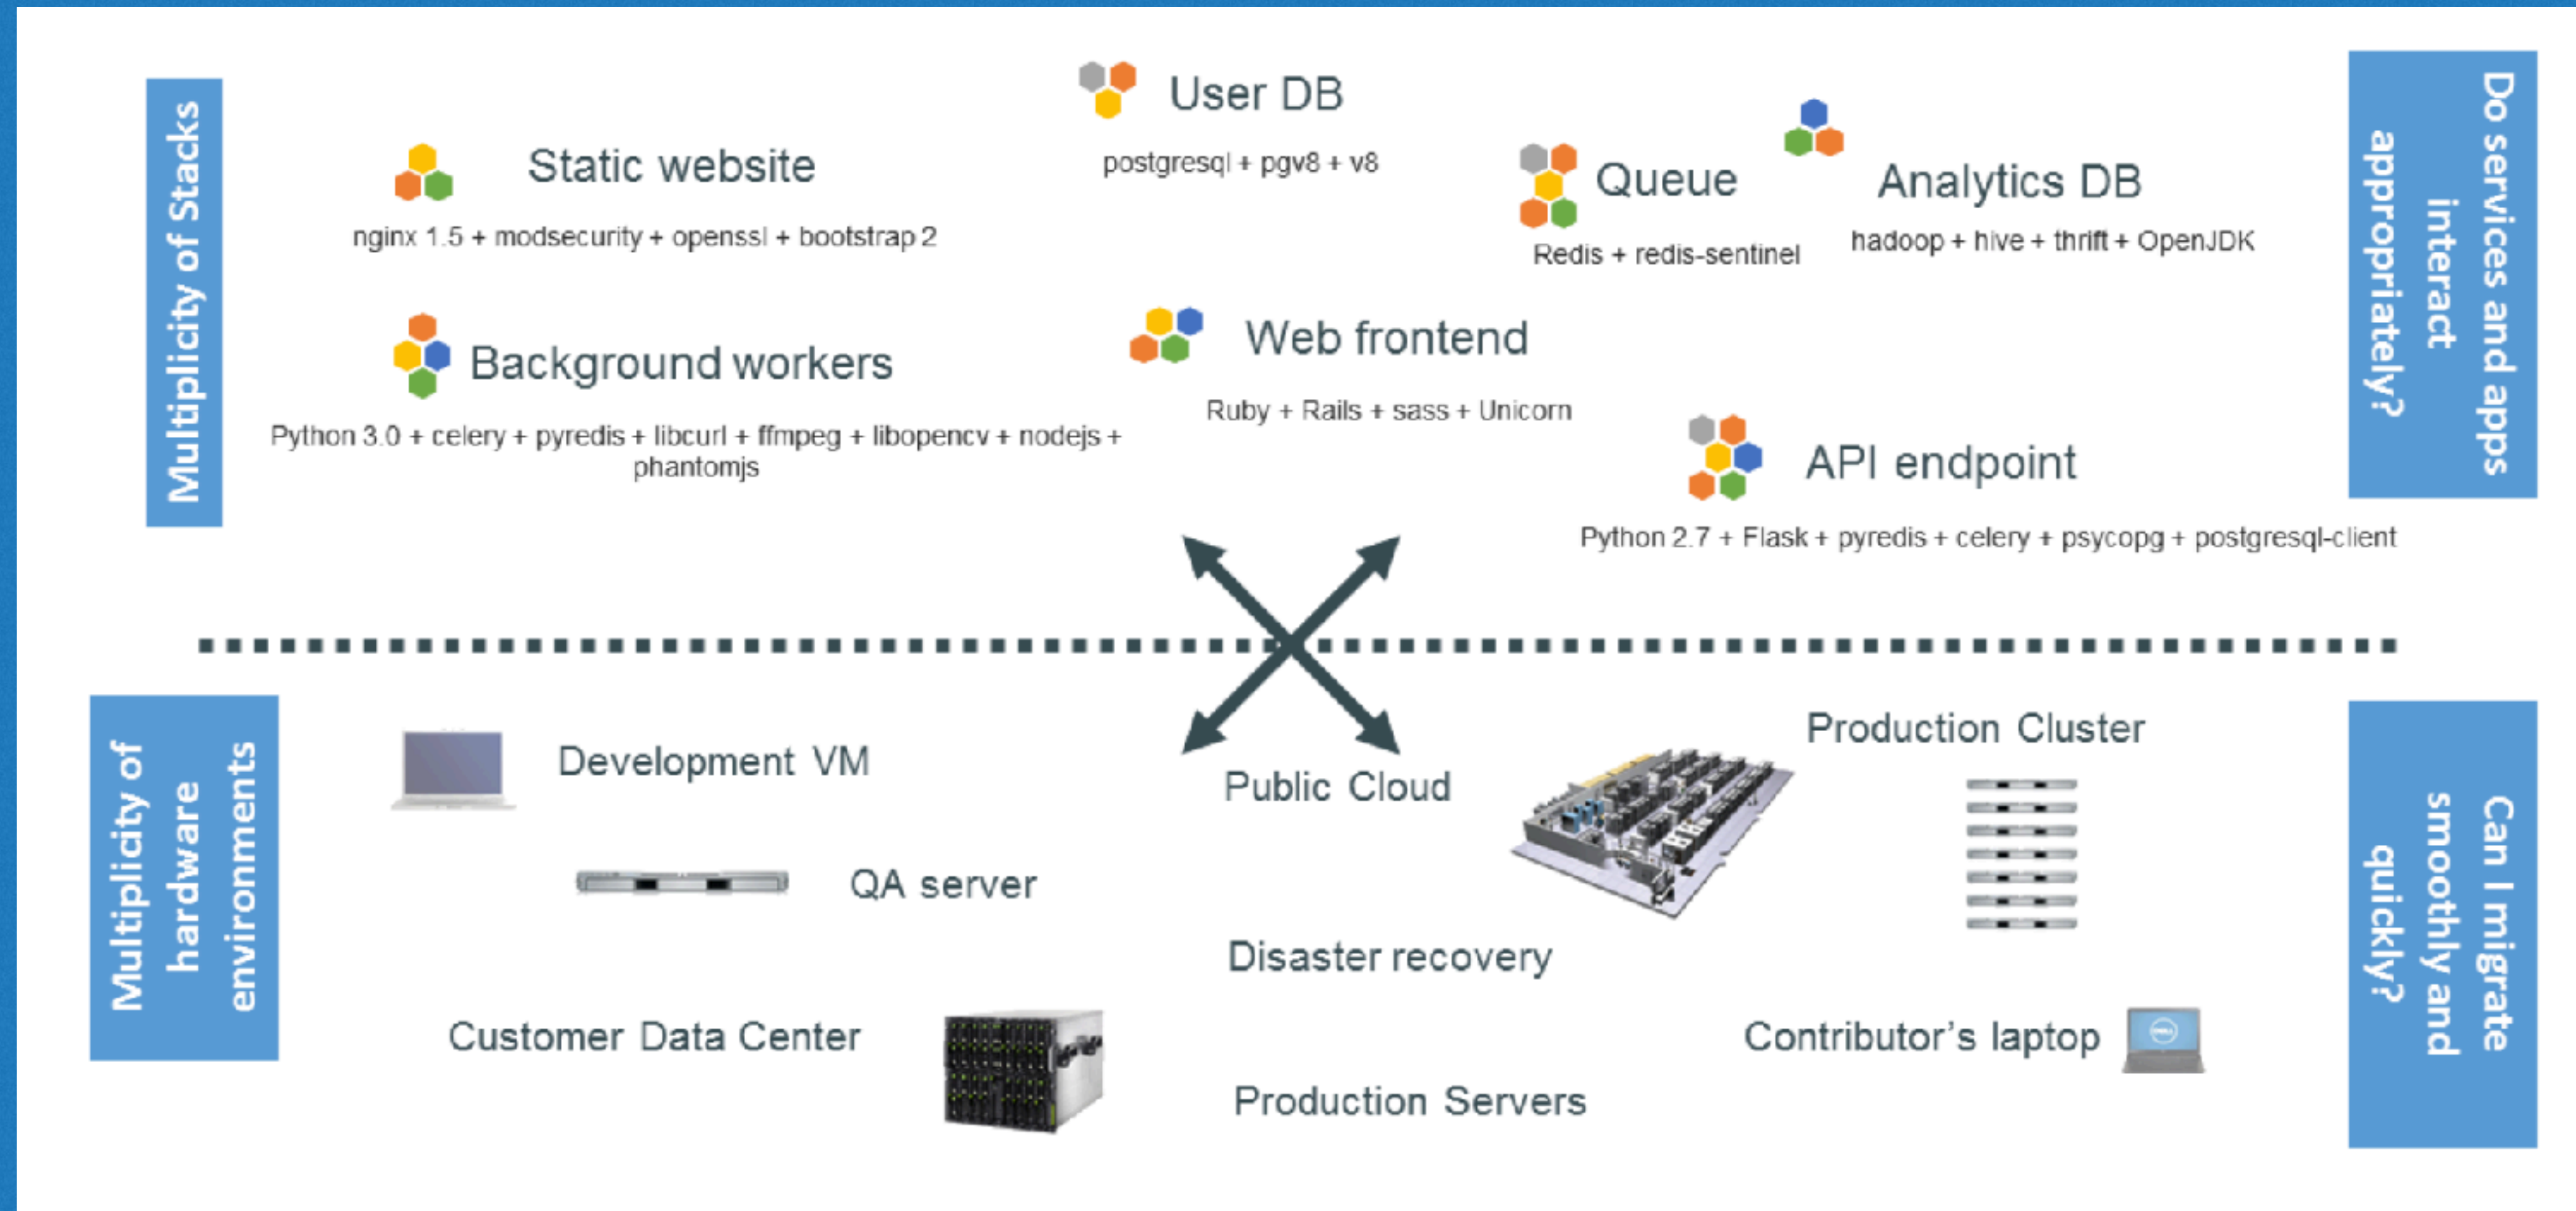 Multiplicity of Stacks
Static website
nginx 1.5 + modsecurity + openssl + bootstrap 2
Background workers
Python 3.0 + celery + pyredis + libcurl + ffmpeg + libopencv + nodejs +
phantomjs
User DB
postgresql + pgv8 + v8
Web frontend
Ruby + Rails + sass + Unicorn
Queue
Redis + redis-sentinel
Analytics DB
hadoop + hive + thrift + OpenJDK
API endpoint
Python 2.7 + Flask + pyredis + celery + psycopg + postgresql-client
Do services and apps
interact
appropriately?
Multiplicity of
hardware
environments
Development VM
QA server
Customer Data Center
Public Cloud
Disaster recovery
Production Servers
Production Cluster
Contributor's laptop
DELL
Can I migrate
smoothly and
quickly?